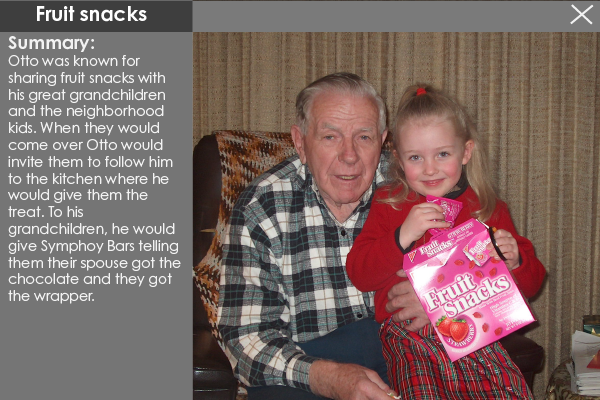 Fruit snacks
Summary:
Otto was known for
sharing fruit snacks with
his great grandchildren
and the neighborhood
kids. When they would
come over Otto would
invite them to follow him
to the kitchen where he
would give them the
treat. To his
grandchildren, he would
give Symphoy Bars telling
them their spouse got the
chocolate and they got
the wrapper.
Fruit
Snacks
STRAWBERRY